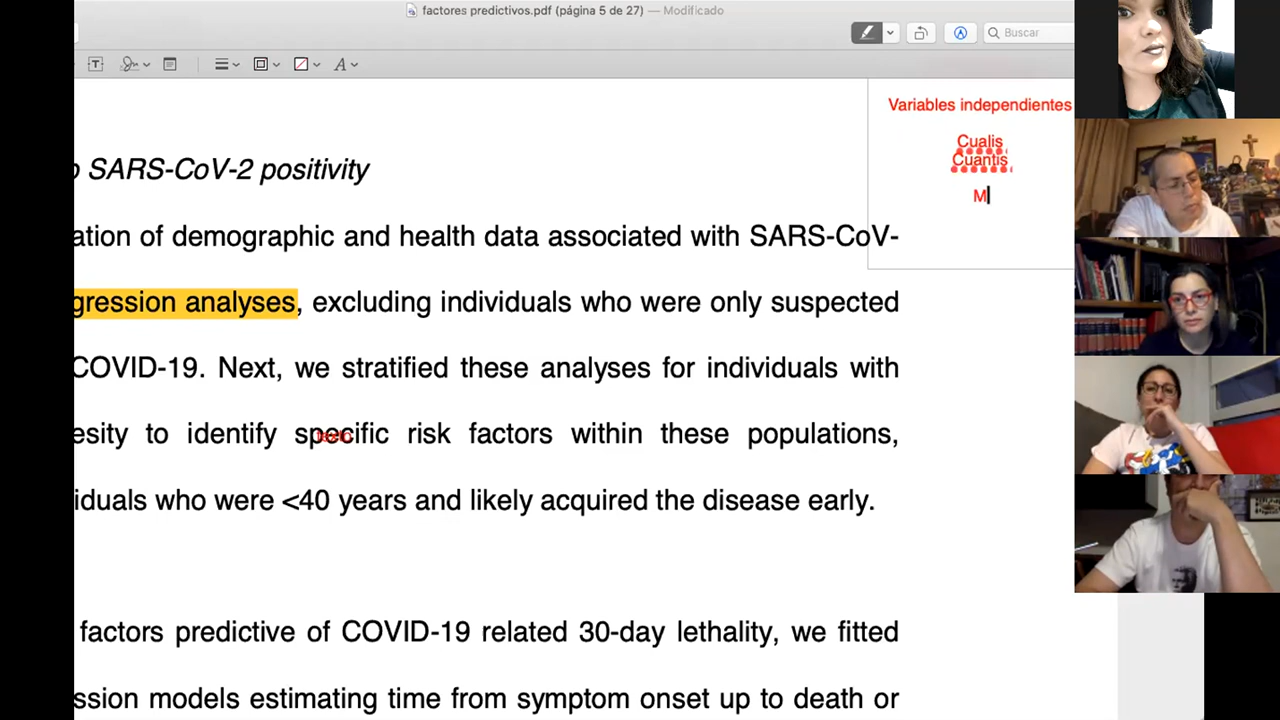 factores predictivos.pdf (página 5 de 27) — Modificado
Buscar
A
Variables independientes
Cualis
Cuantis
M
SARS-CoV-2 positivity
ation of demographic and health data associated with SARS-CoV-
gression analyses, excluding individuals who were only suspected
COVID-19. Next, we stratified these analyses for individuals with
esity to identify specific risk factors within these populations,
texto
iduals who were <40 years and likely acquired the disease early.
factors predictive of COVID-19 related 30-day lethality, we fitted
ssion models estimating time from symptom onset up to death or